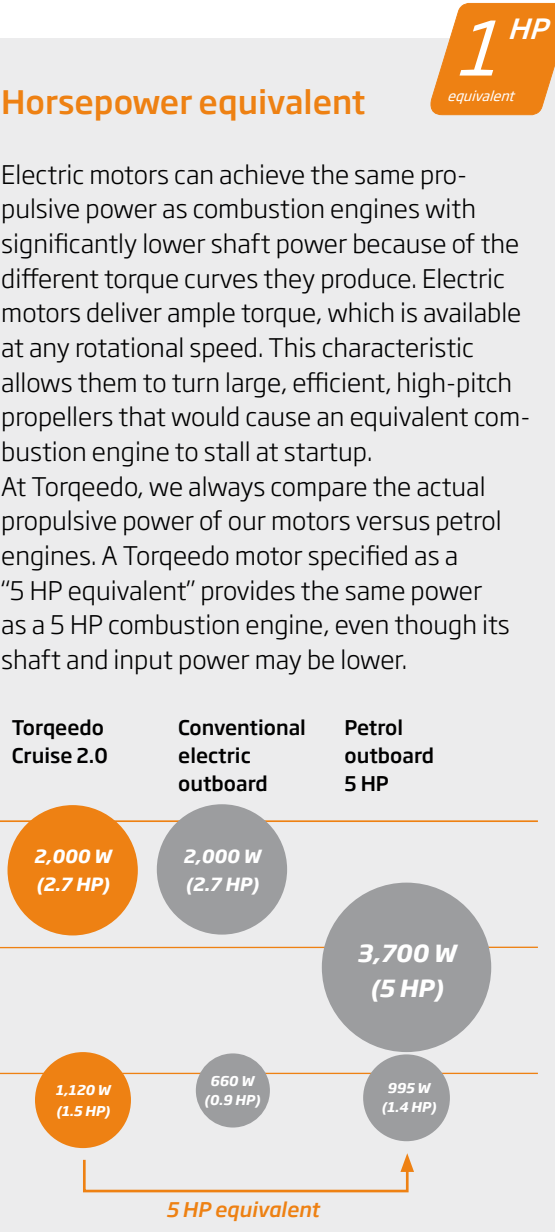 1 HP
equivalent
Horsepower equivalent
Electric motors can achieve the same pro-
pulsive power as combustion engines with
significantly lower shaft power because of the
different torque curves they produce. Electric
motors deliver ample torque, which is available
at any rotational speed. This characteristic
allows them to turn large, efficient, high-pitch
propellers that would cause an equivalent com-
bustion engine to stall at startup.
At Torqeedo, we always compare the actual
propulsive power of our motors versus petrol
engines. A Torqeedo motor specified as a
“5 HP equivalent” provides the same power
as a 5 HP combustion engine, even though its
shaft and input power may be lower.
Torqeedo
Cruise 2.0
Conventional
electric
outboard
Petrol
outboard
5 HP
2,000 W
(2.7 HP)
2,000 W
(2.7 HP)
3,700 W
(5 HP)
1,120 W
(1.5 HP)
660 W
(0.9 HP)
995 W
(1.4 HP)
5 HP equivalent